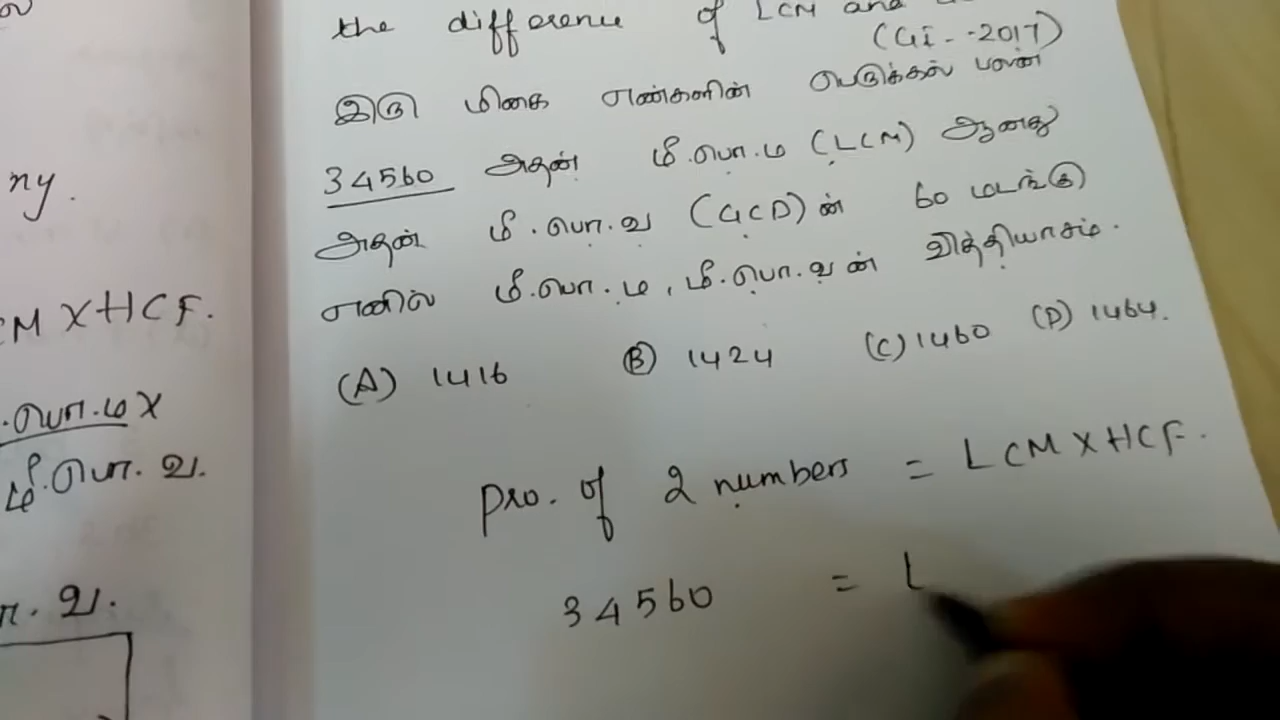 the difference of LCM and
(Gi - -2017)
இரு மிகை எண்களின் பெருக்கல் பலன்
34560 அதன் மீ.பொ.ம (LCM) ஆனது
அதன் மீ.பொ.வ (GCD) ன் 60 மடங்கு
எனில் மீ.பொ.ம, மீ.பொ.வ ன் வித்தியாசம்.
(A) 1416 (B) 1424 (C) 1460 (D) 1464.
Pro. of 2 numbers = LCM X HCF.
34560 = L
ny.
CM X HCF.
.பொ.ம X
மீ.பொ.வ.
வ.